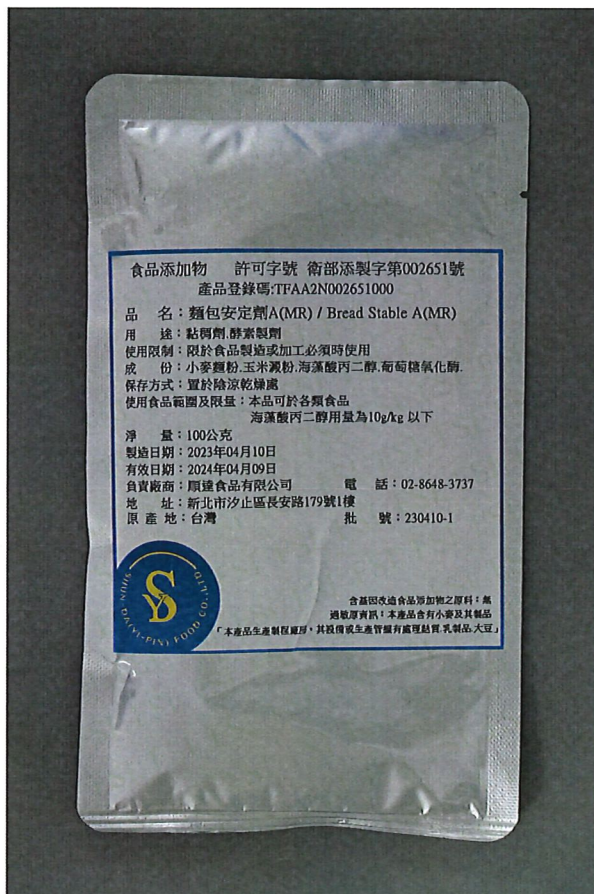 食品添加物 許可字號 衛部添製字第002651號
產品登錄碼:TFAA2N002651000
品 名：麵包安定劑A(MR) / Bread Stable A(MR)
用 途：黏稠劑.酵素製劑
使用限制：限於食品製造或加工必須時使用
成 份：小麥麵粉.玉米澱粉.海藻酸丙二醇.葡萄糖氧化酶.
保存方式：置於陰涼乾燥處
使用食品範圍及限量：本品可於各類食品
海藻酸丙二醇用量為10g/kg 以下
淨 量：100公克
製造日期：2023年04月10日
有效日期：2024年04月09日
負責廠商：順達食品有限公司 電 話：02-8648-3737
地 址：新北市汐止區長安路179號1樓
原 產 地：台灣 批 號：230410-1
含基因改造食品添加物之原料：無
過敏原資訊：本產品含有小麥及其製品
「本產品生產製程廠房，其設備或生產管線有處理麩質.乳製品.大豆」
SHUN DA(YI-PIN) FOOD CO.,LTD